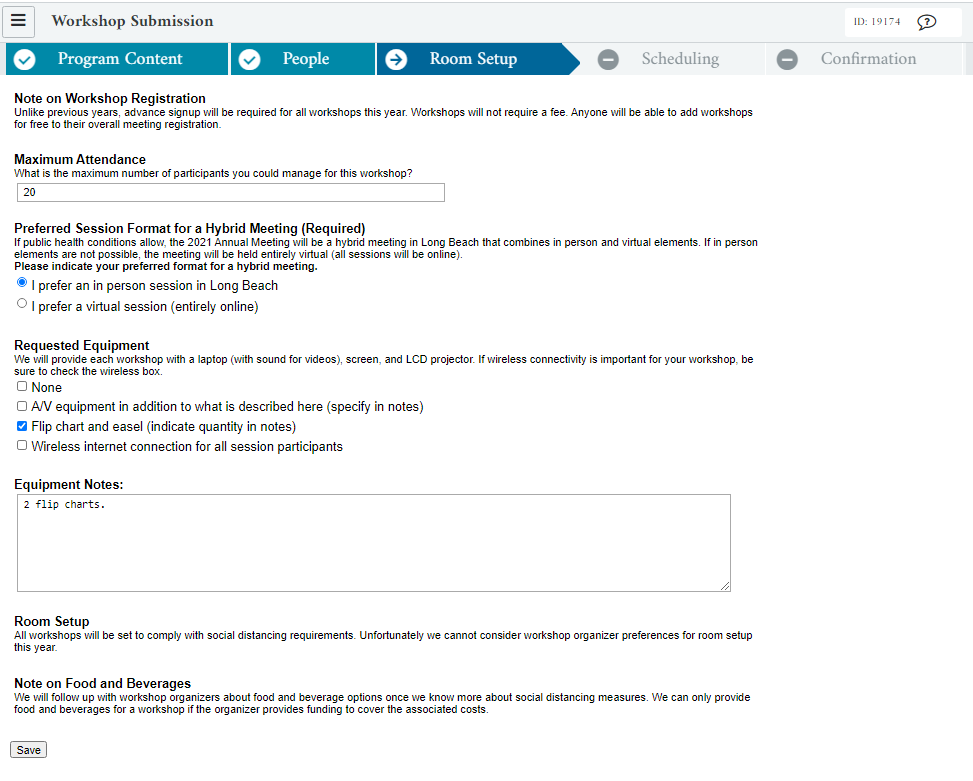 Workshop Submission
ID: 19174
Program Content
People
Room Setup
Scheduling
Confirmation
Note on Workshop Registration
Unlike previous years, advance signup will be required for all workshops this year. Workshops will not require a fee. Anyone will be able to add workshops
for free to their overall meeting registration.
Maximum Attendance
What is the maximum number of participants you could manage for this workshop?
20
Preferred Session Format for a Hybrid Meeting (Required)
If public health conditions allow, the 2021 Annual Meeting will be a hybrid meeting in Long Beach that combines in person and virtual elements. If in person
elements are not possible, the meeting will be held entirely virtual (all sessions will be online).
Please indicate your preferred format for a hybrid meeting.
I prefer an in person session in Long Beach
I prefer a virtual session (entirely online)
Requested Equipment
We will provide each workshop with a laptop (with sound for videos), screen, and LCD projector. If wireless connectivity is important for your workshop, be
sure to check the wireless box.
None
A/V equipment in addition to what is described here (specify in notes)
Flip chart and easel (indicate quantity in notes)
Wireless internet connection for all session participants
Equipment Notes:
2 flip charts.
Room Setup
All workshops will be set to comply with social distancing requirements. Unfortunately we cannot consider workshop organizer preferences for room setup
this year.
Note on Food and Beverages
We will follow up with workshop organizers about food and beverage options once we know more about social distancing measures. We can only provide
food and beverages for a workshop if the organizer provides funding to cover the associated costs.
Save